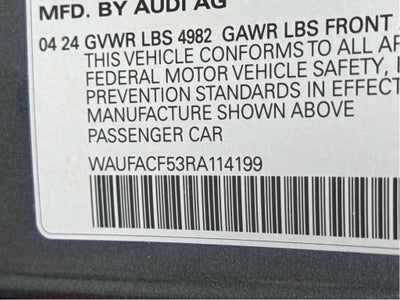 MFD. BY AUDI AG
04 24 GVWR LBS 4982 GAWR LBS FRONT
THIS VEHICLE CONFORMS TO ALL AP
FEDERAL MOTOR VEHICLE SAFETY,
PREVENTION STANDARDS IN EFFECT
MANUFACTURE SHOWN ABOVE
PASSENGER CAR
WAUFACF53RA114199